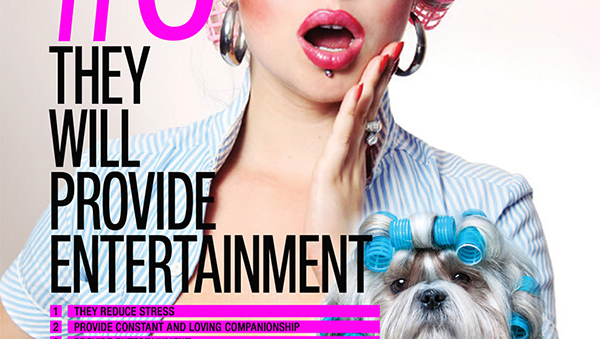 THEY
WILL
PROVIDE
ENTERTAINMENT
1 THEY REDUCE STRESS
2 PROVIDE CONSTANT AND LOVING COMPANIONSHIP